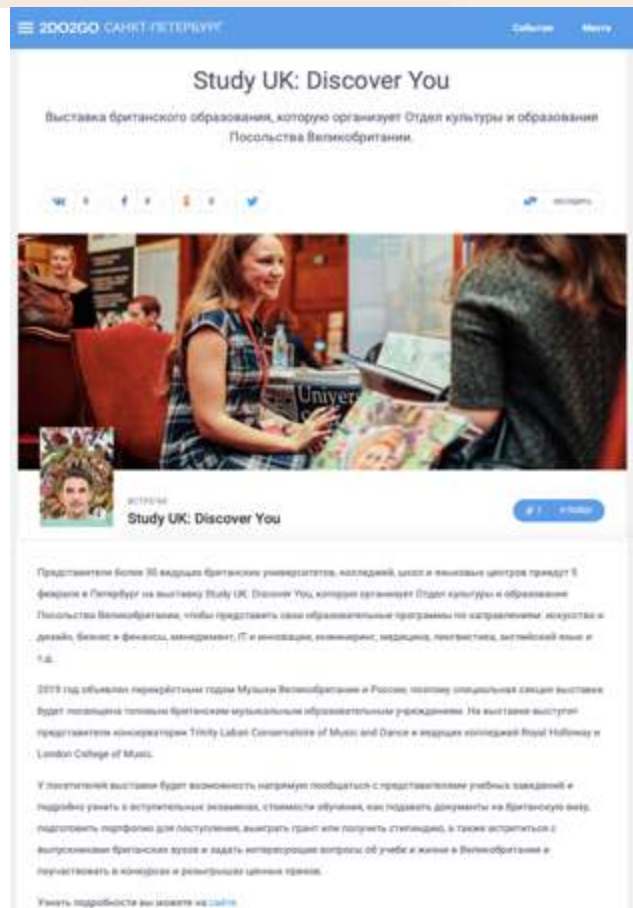 2DO2GO САНКТ-ПЕТЕРБУРГ
События Места
Study UK: Discover You
Выставка британского образования, которую организует Отдел культуры и образования
Посольства Великобритании.
Univers
ВСТРЕЧИ
Study UK: Discover You
Представители более 30 ведущих британских университетов, колледжей, школ и языковых центров приедут 5
февраля в Петербург на выставку Study UK: Discover You, которую организует Отдел культуры и образования
Посольства Великобритании, чтобы представить свои образовательные программы по направлениям: искусство и
дизайн, бизнес и финансы, менеджмент, IT и инновации, инжиниринг, медицина, лингвистика, английский язык и
т.д.
2019 год объявлен перекрёстным годом Музыки Великобритании и России, поэтому специальная секция выставки
будет посвящена топовым британским музыкальным образовательным учреждениям. На выставке выступят
представители консерватории Trinity Laban Conservatoire of Music and Dance и ведущих колледжей Royal Holloway и
London College of Music.
У посетителей выставки будет возможность напрямую пообщаться с представителями учебных заведений и
подробно узнать о вступительных экзаменах, стоимости обучения, как подавать документы на британскую визу,
подготовить портфолио для поступления, выиграть грант или получить стипендию, а также встретиться с
выпускниками британских вузов и задать интересующие вопросы об учебе и жизни в Великобритании и
поучаствовать в конкурсах и розыгрышах ценных призов.
Узнать подробности вы можете на сайте